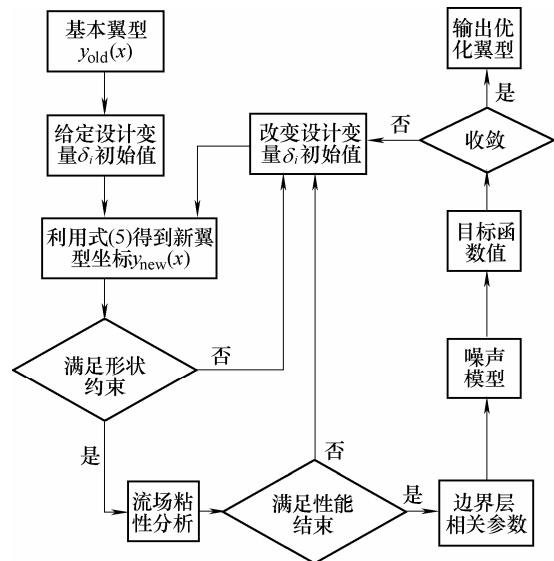 基本翼型
y_old(x)
给定设计变
量δi初始值
利用式(5)得到新翼
型坐标y_new(x)
满足形状
约束
否
是
流场粘
性分析
满足性能
结束
否
是
边界层
相关参数
噪声
模型
目标函
数值
收敛
否
是
改变设计变
量δi初始值
输出优
化翼型